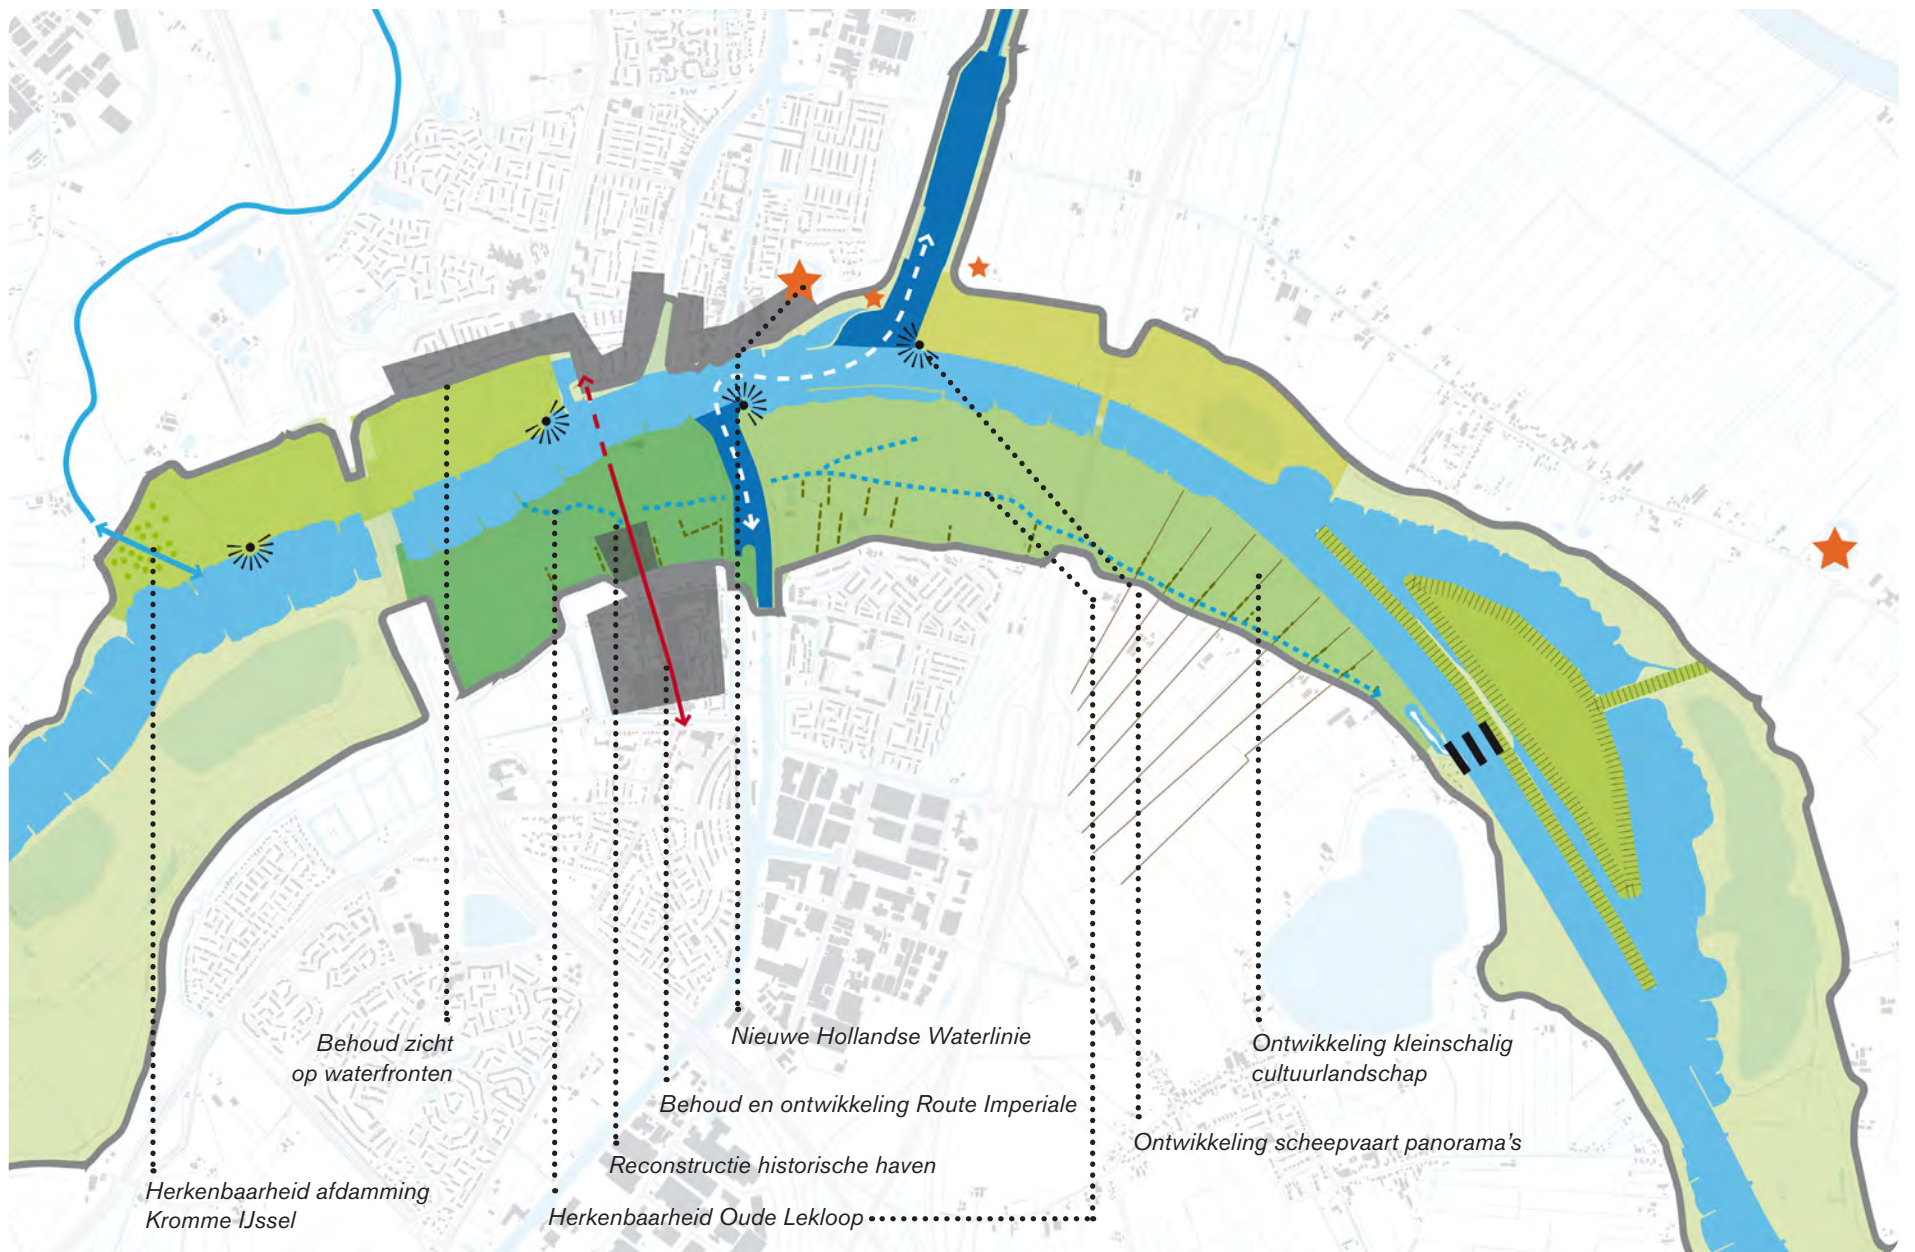 Behoud zicht
op waterfronten
Nieuwe Hollandse Waterlinie
Ontwikkeling kleinschalig
cultuurlandschap
Behoud en ontwikkeling Route Imperiale
Ontwikkeling scheepvaart panorama's
Reconstructie historische haven
Herkenbaarheid afdamming
Kromme IJssel
Herkenbaarheid Oude Lekloop